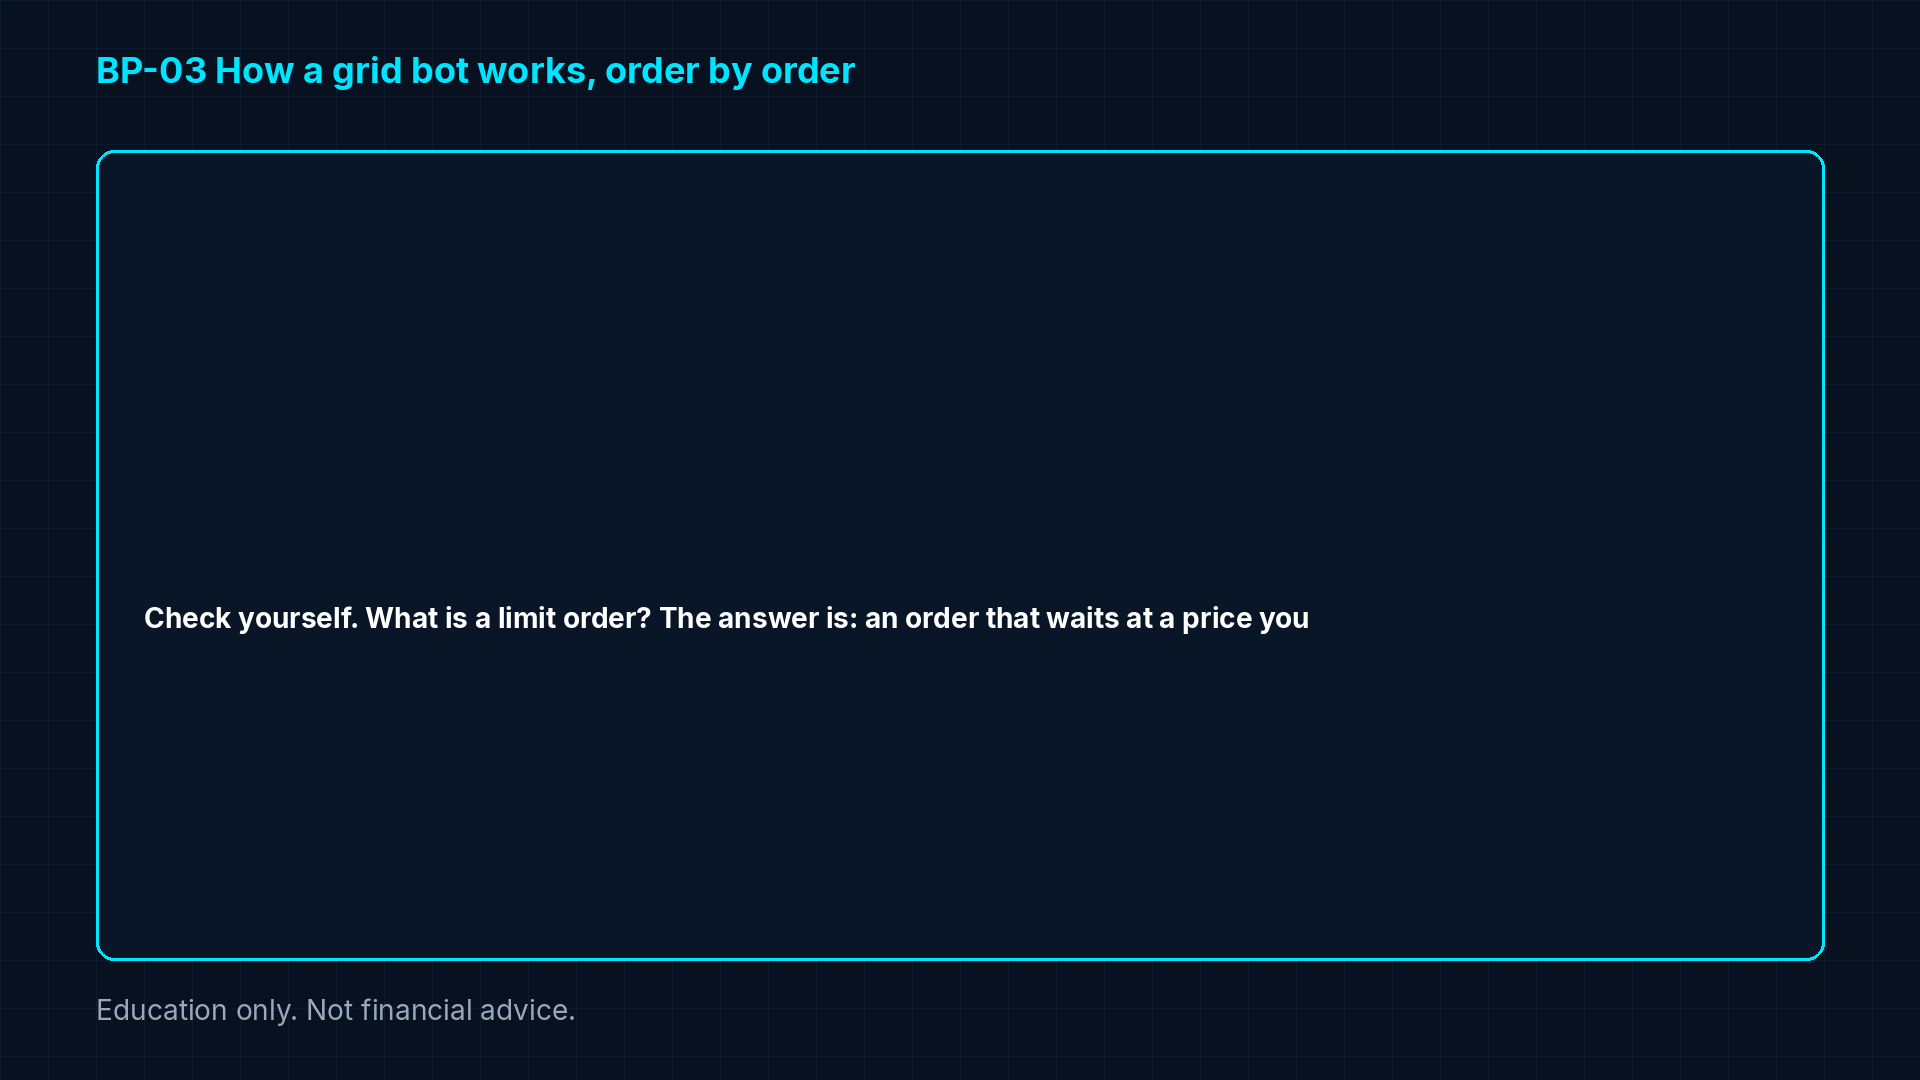 BP-03 How a grid bot works, order by order
Check yourself. What is a limit order? The answer is: an order that waits at a price you
Education only. Not financial advice.